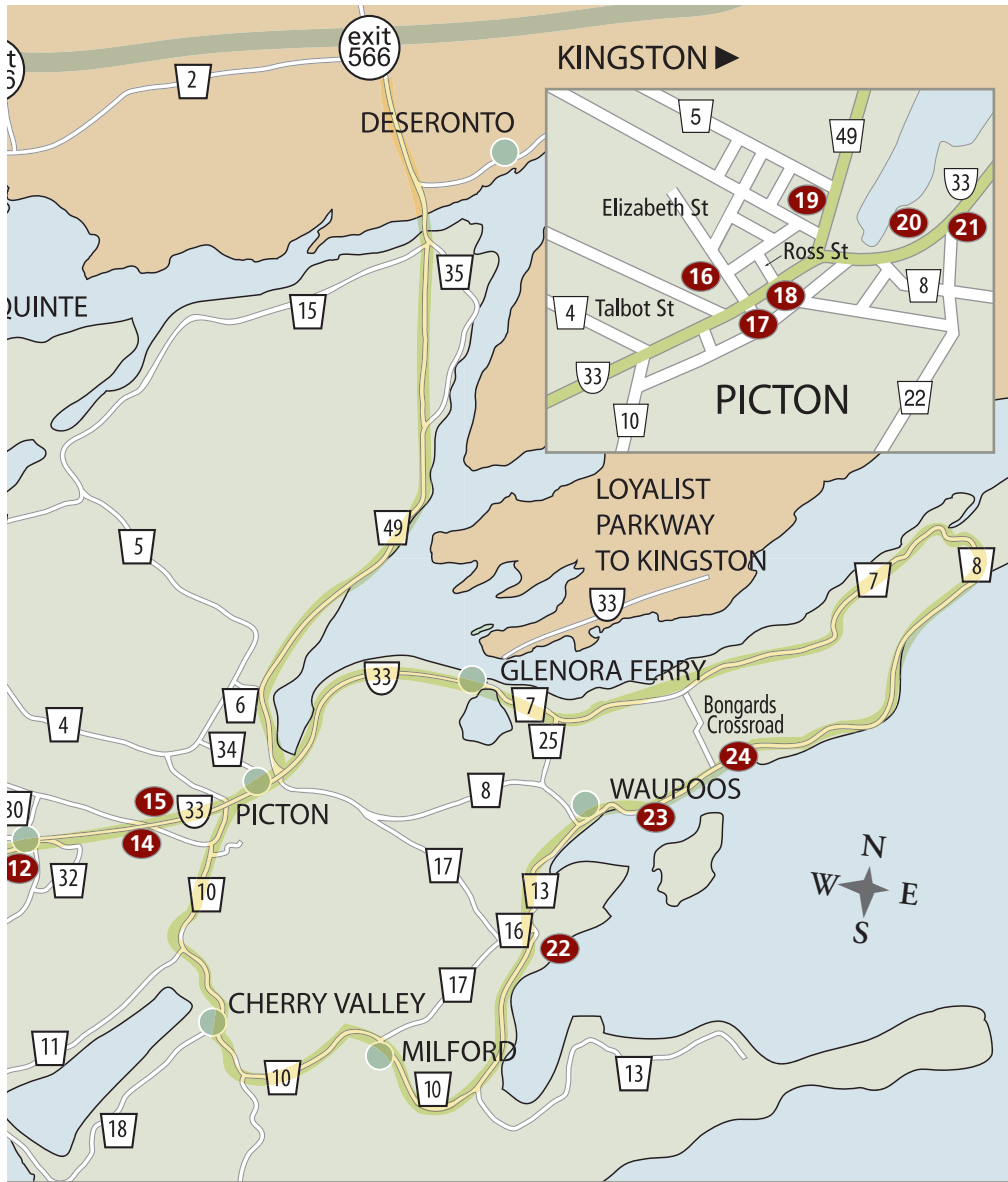 exit
566
t
6
2
KINGSTON ►
DESERONTO
5
49
33
19
20
21
Elizabeth St
Ross St
16
8
18
4
Talbot St
17
33
10
PICTON
22
35
15
QUINTE
LOYALIST
PARKWAY
TO KINGSTON
49
5
7
8
33
GLENORA FERRY
33
7
6
4
Bongards
Crossroad
25
34
24
8
WAUPOOS
PICTON
15
33
30
23
14
12
32
17
10
13
N
W
E
S
16
22
17
CHERRY VALLEY
11
MILFORD
10
10
13
18